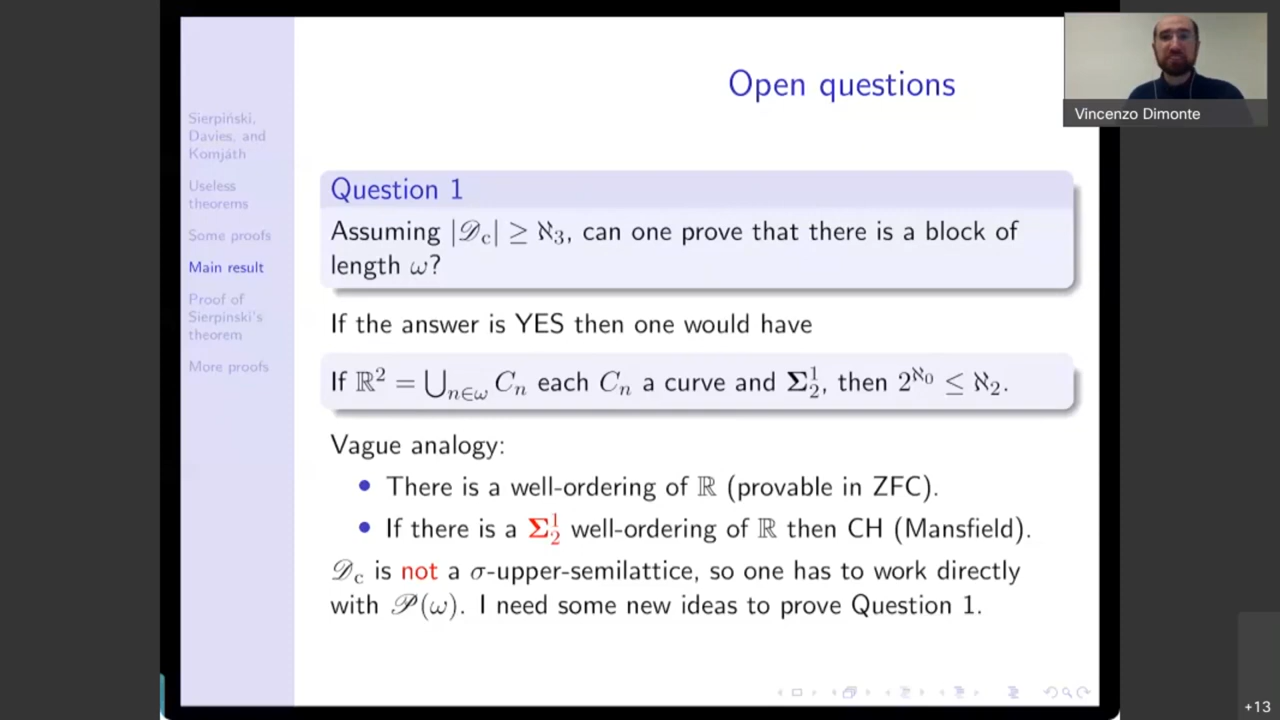 Open questions
Vincenzo Dimonte
Sierpiński,
Davies, and
Komjáth
Useless
theorems
Some proofs
Main result
Proof of
Sierpinski's
theorem
More proofs
Question 1
Assuming |𝒟c| ≥ ℵ₃, can one prove that there is a block of
length ω?
If the answer is YES then one would have
If ℝ² = ⋃n∈ω Cn each Cn a curve and Σ¹₂, then 2^ℵ₀ ≤ ℵ₂.
Vague analogy:
• There is a well-ordering of ℝ (provable in ZFC).
• If there is a Σ¹₂ well-ordering of ℝ then CH (Mansfield).
𝒟c is not a σ-upper-semilattice, so one has to work directly
with 𝒫(ω). I need some new ideas to prove Question 1.
+13